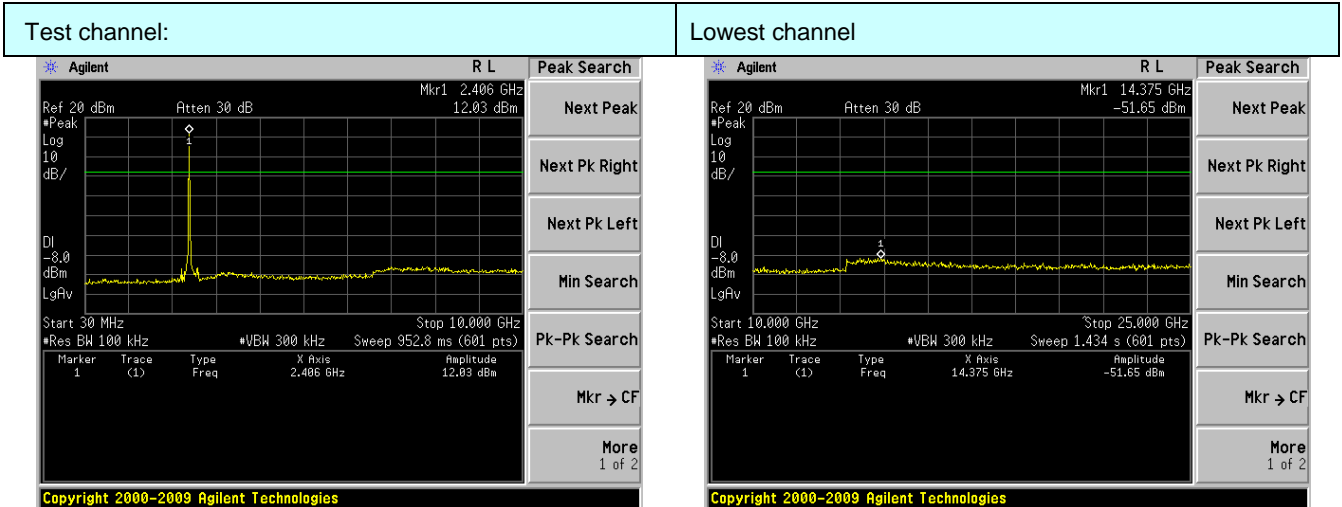 Test channel:
Lowest channel
Agilent R L Peak Search
Mkr1 2.406 GHz
Ref 20 dBm Atten 30 dB 12.03 dBm
#Peak
Log
10
dB/
1
DI
-8.0
dBm
LgAv
Start 30 MHz Stop 10.000 GHz
#Res BW 100 kHz #VBW 300 kHz Sweep 952.8 ms (601 pts)
Marker Trace Type X Axis Amplitude
1 (1) Freq 2.406 GHz 12.03 dBm
Next Peak
Next Pk Right
Next Pk Left
Min Search
Pk-Pk Search
Mkr → CF
More
1 of 2
Copyright 2000-2009 Agilent Technologies
Agilent R L Peak Search
Mkr1 14.375 GHz
Ref 20 dBm Atten 30 dB -51.65 dBm
#Peak
Log
10
dB/
1
DI
-8.0
dBm
LgAv
Start 10.000 GHz Stop 25.000 GHz
#Res BW 100 kHz #VBW 300 kHz Sweep 1.434 s (601 pts)
Marker Trace Type X Axis Amplitude
1 (1) Freq 14.375 GHz -51.65 dBm
Next Peak
Next Pk Right
Next Pk Left
Min Search
Pk-Pk Search
Mkr → CF
More
1 of 2
Copyright 2000-2009 Agilent Technologies